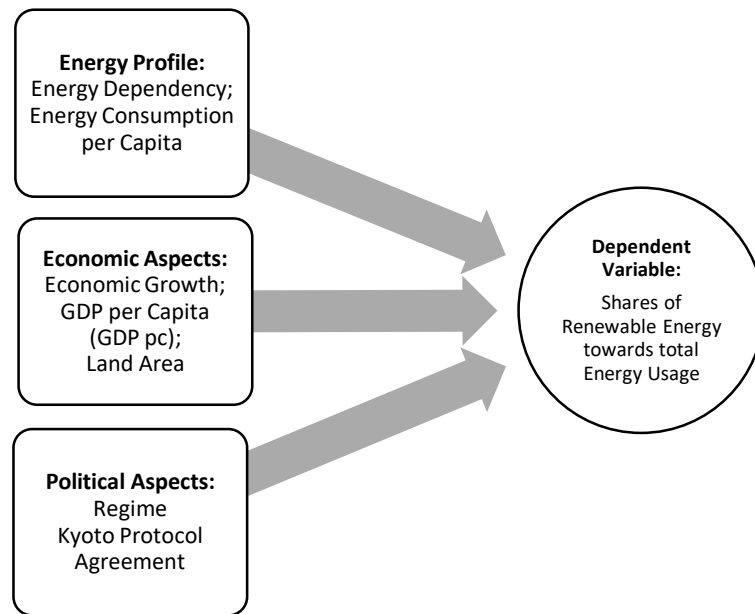 Energy Profile:
Energy Dependency;
Energy Consumption
per Capita
Economic Aspects:
Economic Growth;
GDP per Capita
(GDP pc);
Land Area
Political Aspects:
Regime
Kyoto Protocol
Agreement
Dependent
Variable:
Shares of
Renewable Energy
towards total
Energy Usage